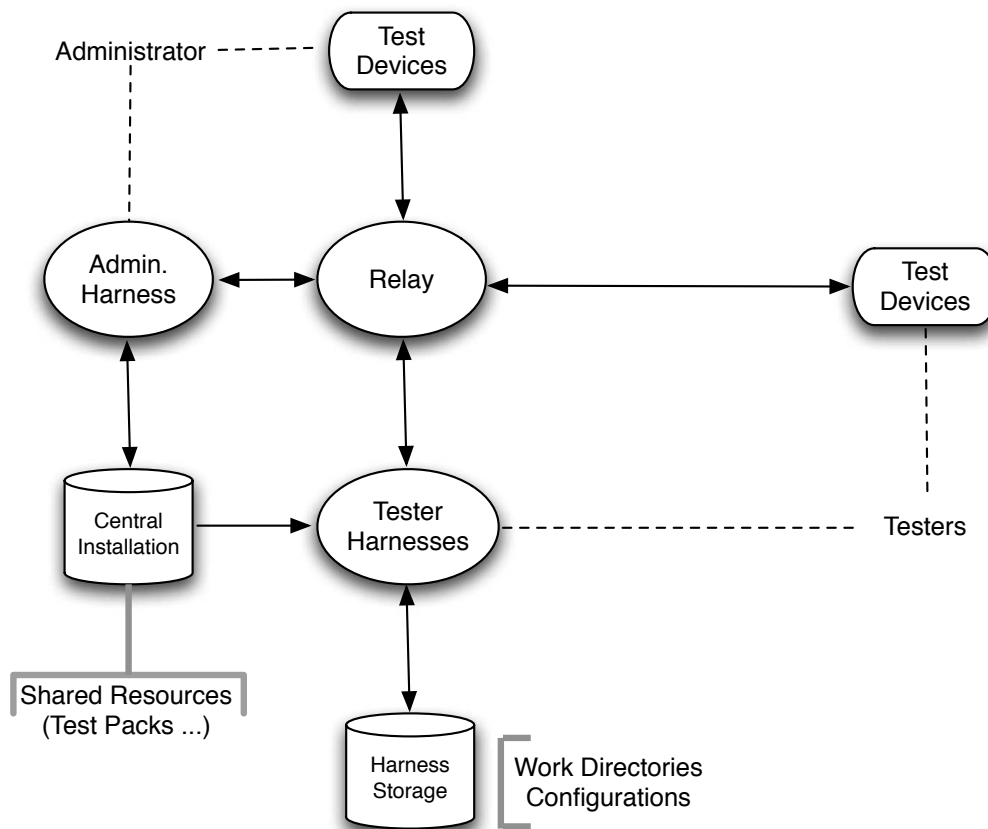 Administrator
Test
Devices
Admin.
Harness
Relay
Test
Devices
Central
Installation
Tester
Harnesses
Testers
Shared Resources
(Test Packs ...)
Harness
Storage
Work Directories
Configurations